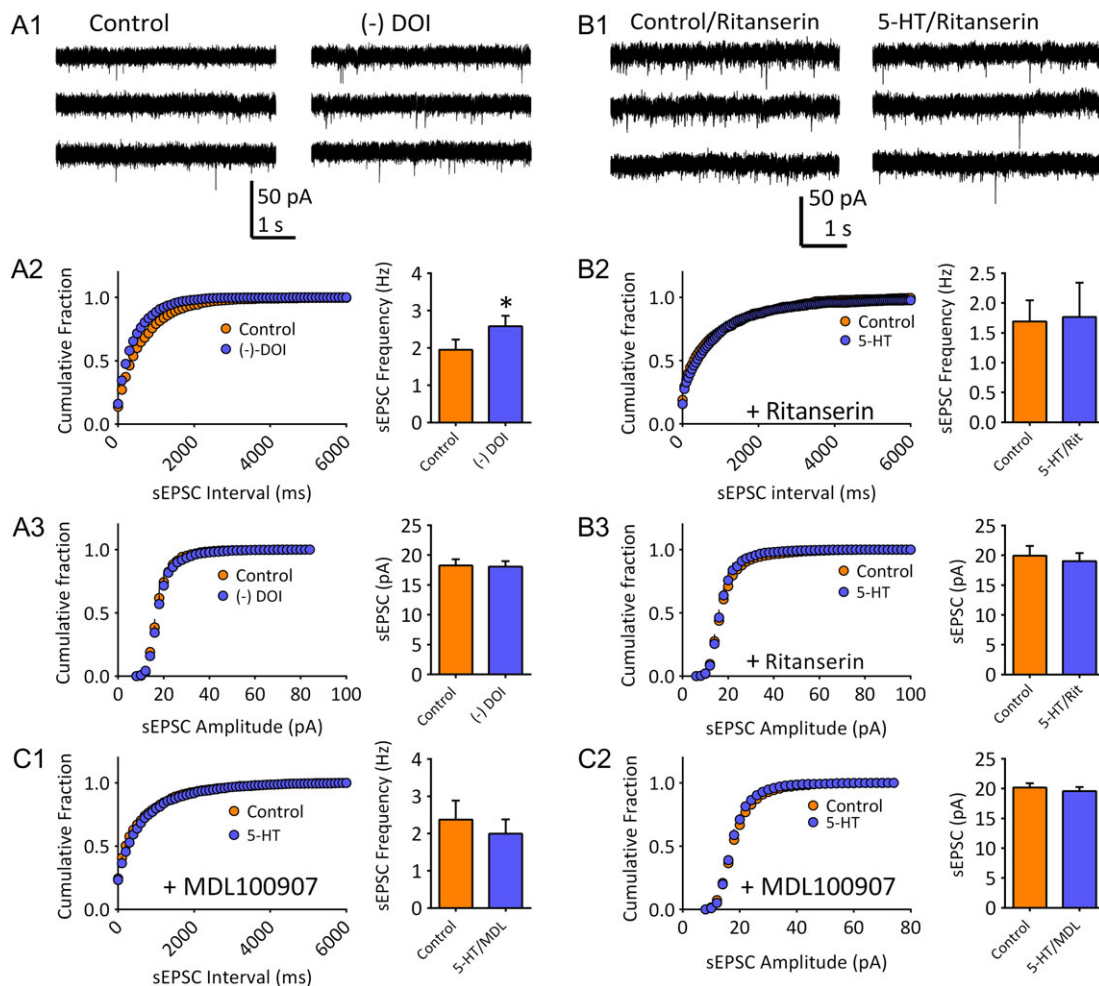 A1
Control
(-) DOI
50 pA
1 s
B1
Control/Ritanserin
5-HT/Ritanserin
50 pA
1 s
A2
Cumulative Fraction
1.0
0.5
0.0
Control
(-)-DOI
0
2000
4000
6000
sEPSC Interval (ms)
sEPSC Frequency (Hz)
4
3
2
1
0
*
Control
(-) DOI
B2
Cumulative fraction
1.0
0.5
0.0
Control
5-HT
+ Ritanserin
0
2000
4000
6000
sEPSC interval (ms)
sEPSC Frequency (Hz)
2.5
2.0
1.5
1.0
0.5
0.0
Control
5-HT/Rit
A3
Cumulative fraction
1.0
0.5
0.0
Control
(-) DOI
0
20
40
60
80
100
sEPSC Amplitude (pA)
sEPSC (pA)
25
20
15
10
5
0
Control
(-) DOI
B3
Cumulative fraction
1.0
0.5
0.0
Control
5-HT
+ Ritanserin
0
20
40
60
80
100
sEPSC Amplitude (pA)
sEPSC (pA)
25
20
15
10
5
0
Control
5-HT/Rit
C1
Cumulative Fraction
1.0
0.5
0.0
Control
5-HT
+ MDL100907
0
2000
4000
6000
sEPSC Interval (ms)
sEPSC Frequency (Hz)
4
3
2
1
0
Control
5-HT/MDL
C2
Cumulative Fraction
1.0
0.5
0.0
Control
5-HT
+ MDL100907
0
20
40
60
80
sEPSC Amplitude (pA)
sEPSC (pA)
25
20
15
10
5
0
Control
5-HT/MDL